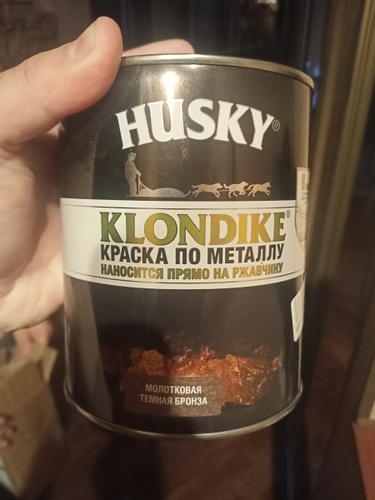 HUSKY®
KLONDIKE®
КРАСКА ПО МЕТАЛЛУ
НАНОСИТСЯ ПРЯМО НА РЖАВЧИНУ
МОЛОТКОВАЯ
ТЕМНАЯ БРОНЗА